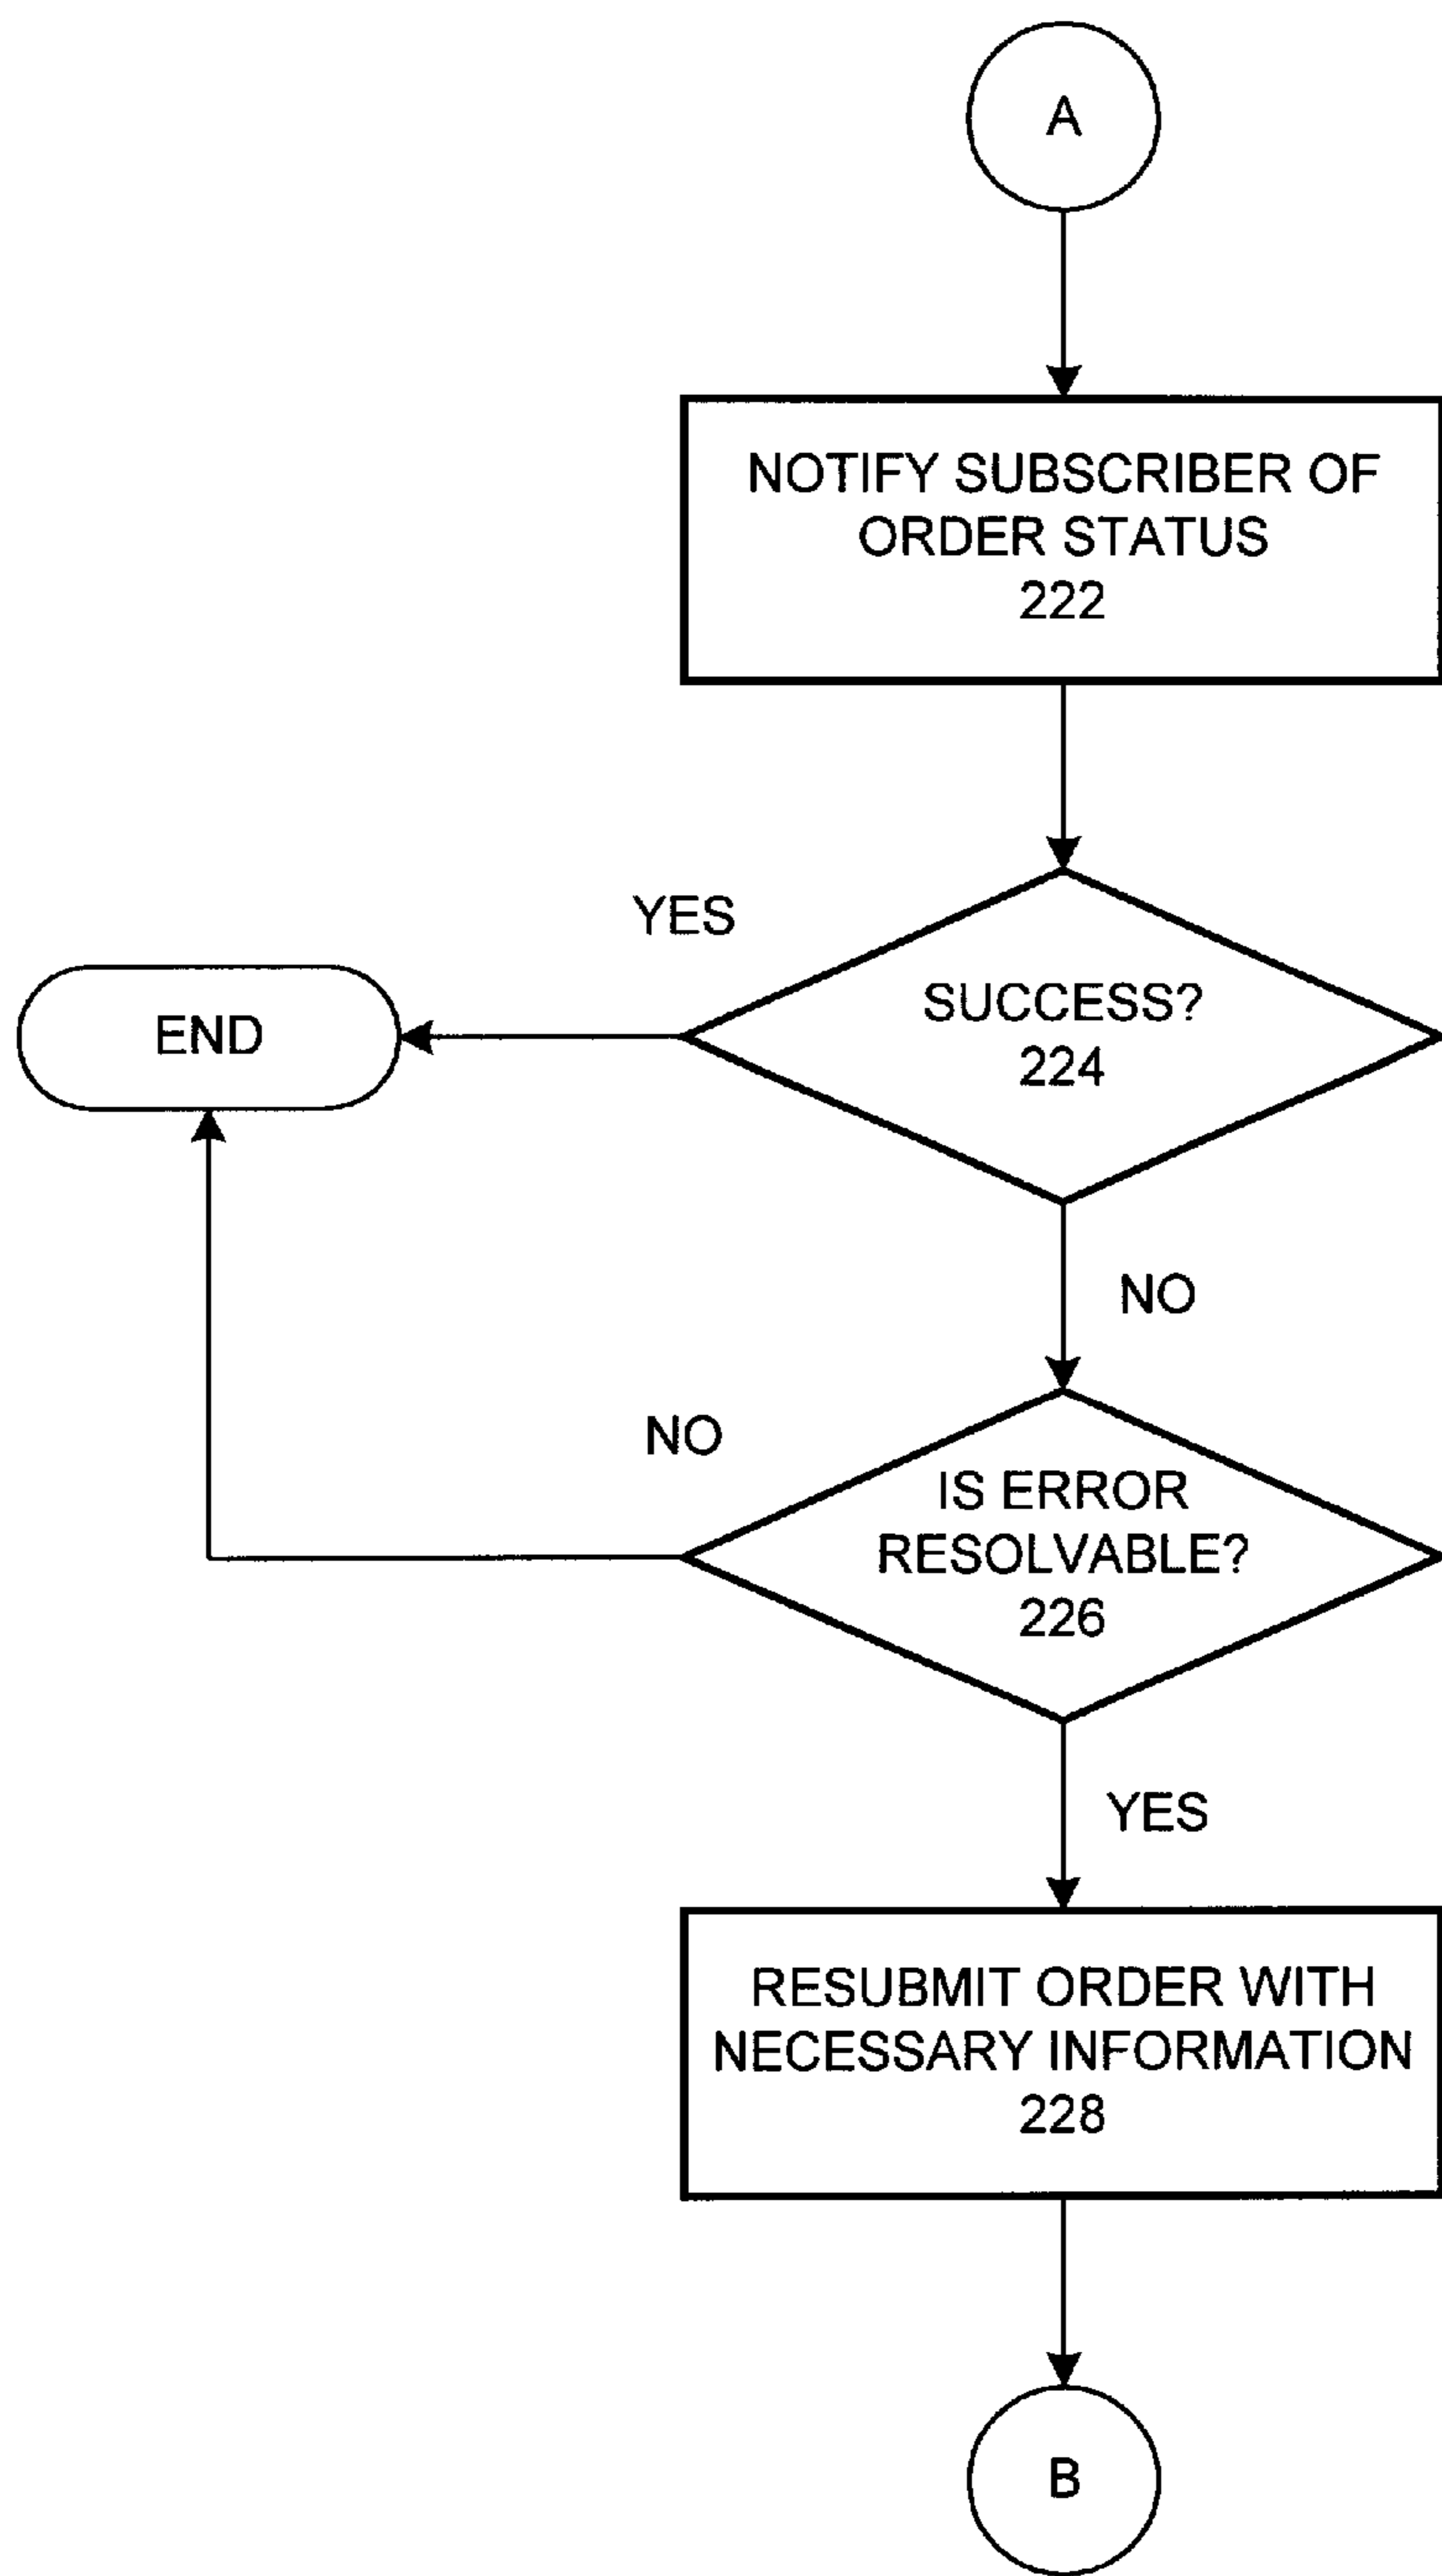 A
NOTIFY SUBSCRIBER OF
ORDER STATUS
222
YES
SUCCESS?
224
END
NO
NO
IS ERROR
RESOLVABLE?
226
YES
RESUBMIT ORDER WITH
NECESSARY INFORMATION
228
B